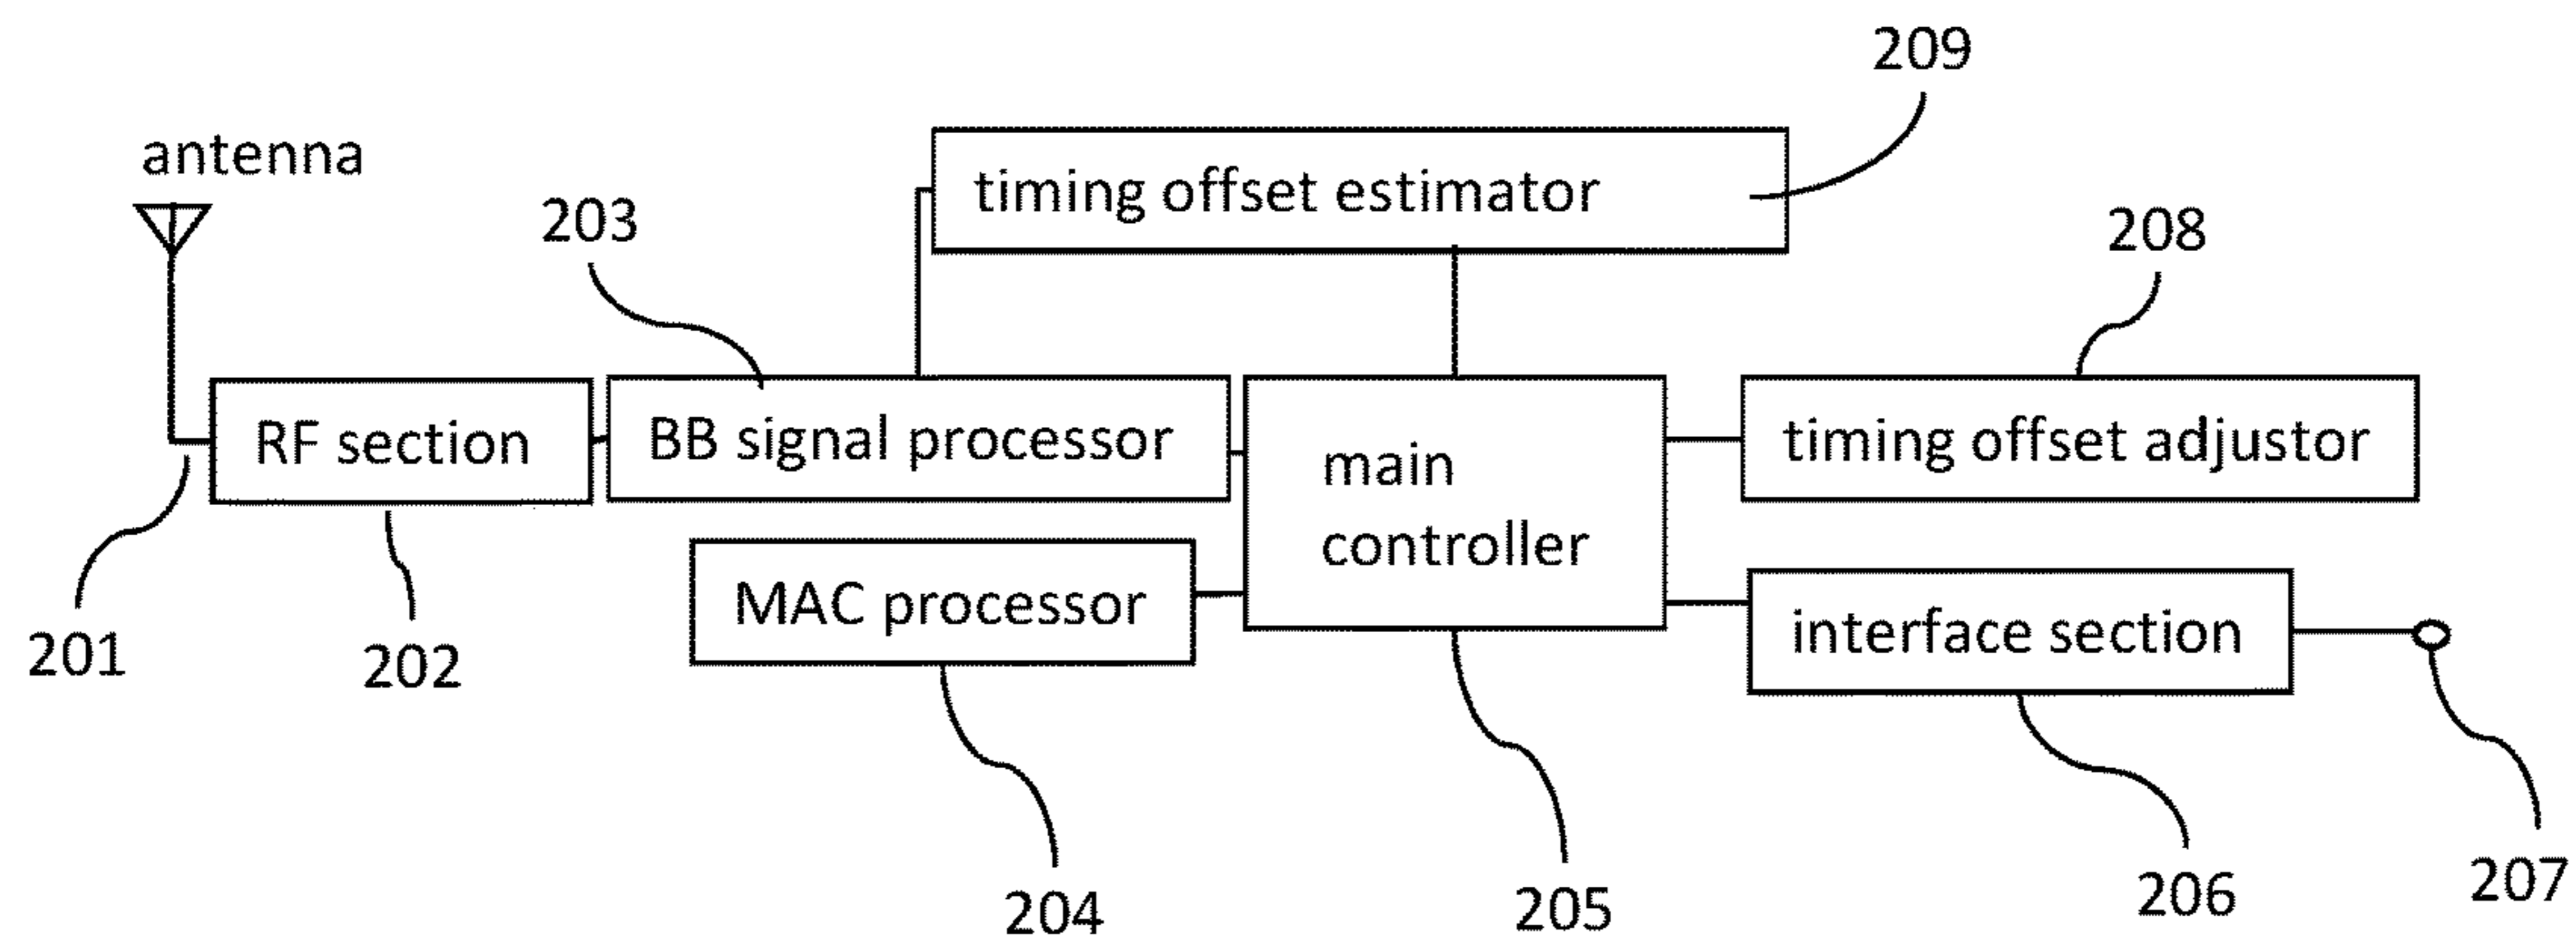 209
antenna
timing offset estimator
203
208
RF section
BB signal processor
main
controller
timing offset adjustor
MAC processor
interface section
201
202
204
205
206
207